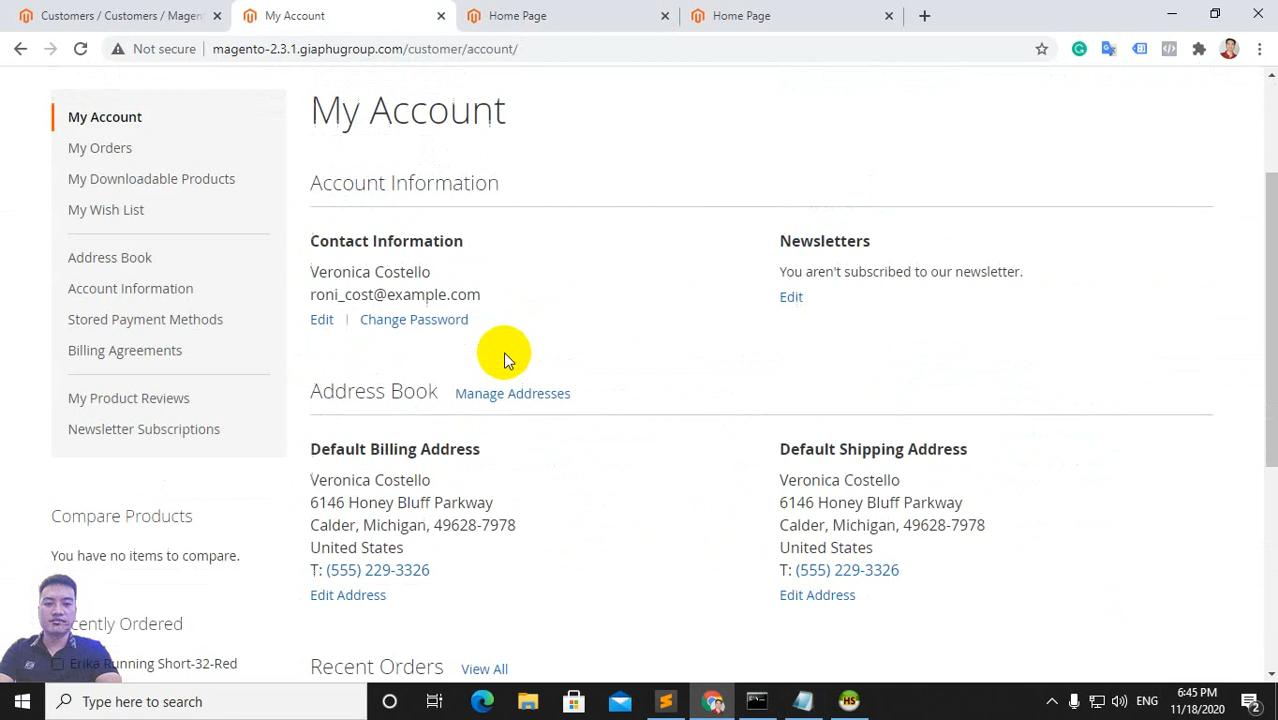 Customers / Customers / Magen
My Account
Home Page
Home Page
Not secure
magento-2.3.1.giaphugroup.com/customer/account/
My Account
My Orders
My Downloadable Products
My Wish List
Address Book
Account Information
Stored Payment Methods
Billing Agreements
My Product Reviews
Newsletter Subscriptions
Compare Products
You have no items to compare.
cently Ordered
Erika Running Short-32-Red
My Account
Account Information
Contact Information
Veronica Costello
roni_cost@example.com
Edit | Change Password
Newsletters
You aren't subscribed to our newsletter.
Edit
Address Book Manage Addresses
Default Billing Address
Veronica Costello
6146 Honey Bluff Parkway
Calder, Michigan, 49628-7978
United States
T: (555) 229-3326
Edit Address
Default Shipping Address
Veronica Costello
6146 Honey Bluff Parkway
Calder, Michigan, 49628-7978
United States
T: (555) 229-3326
Edit Address
Recent Orders View All
Type here to search
ENG
6:45 PM
11/18/2020
2